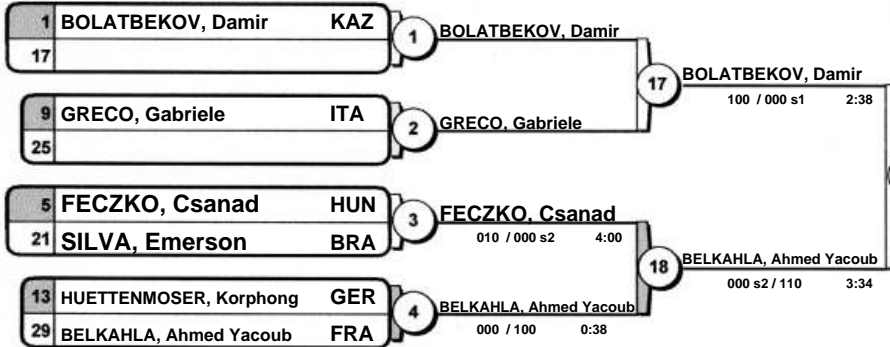 1 BOLATBEKOV, Damir KAZ
17
1
BOLATBEKOV, Damir
9 GRECO, Gabriele ITA
25
2
GRECO, Gabriele
17
BOLATBEKOV, Damir
100 / 000 s1 2:38
5 FECZKO, Csanad HUN
21 SILVA, Emerson BRA
3
FECZKO, Csanad
010 / 000 s2 4:00
13 HUETTENMOSER, Korphong GER
29 BELKAHLA, Ahmed Yacoub FRA
4
BELKAHLA, Ahmed Yacoub
000 / 100 0:38
18
BELKAHLA, Ahmed Yacoub
000 s2 / 110 3:34